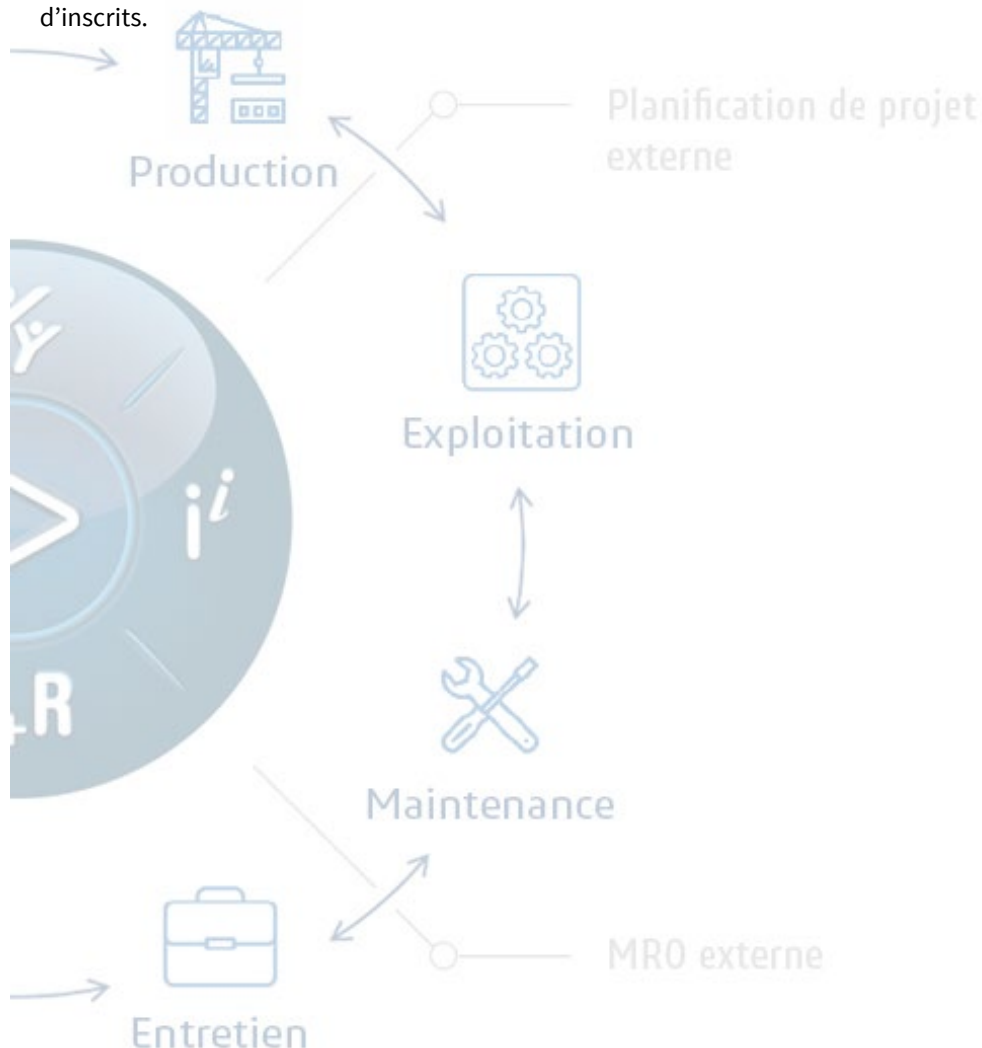 d’inscrits.
Production
Planification de projet
externe
Exploitation
R
Maintenance
MRO externe
Entretien